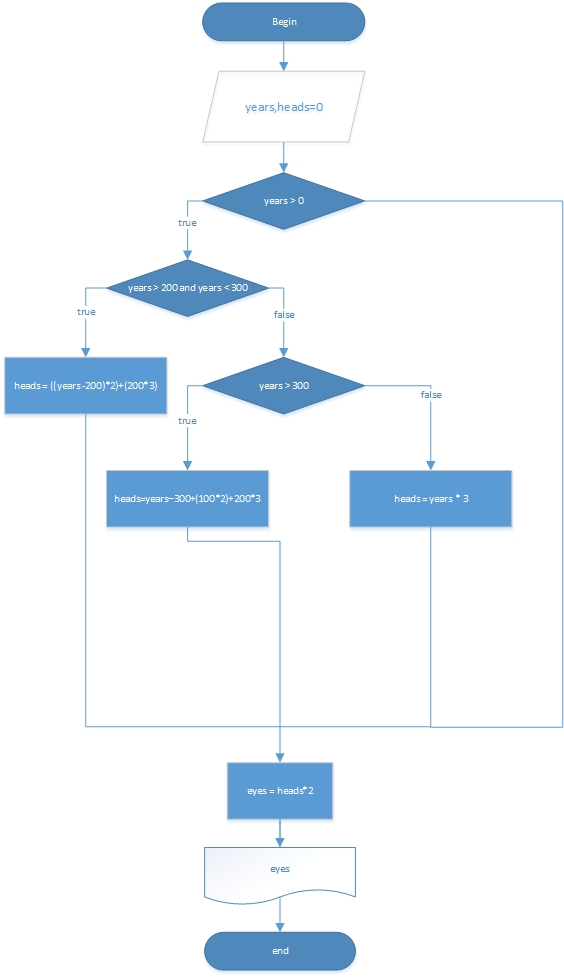 Begin
years,heads=0
years > 0
true
years > 200 and years < 300
true
false
heads = ((years-200)*2)+(200*3)
years > 300
true
false
heads=years-300+(100*2)+200*3
heads = years * 3
eyes = heads*2
eyes
end